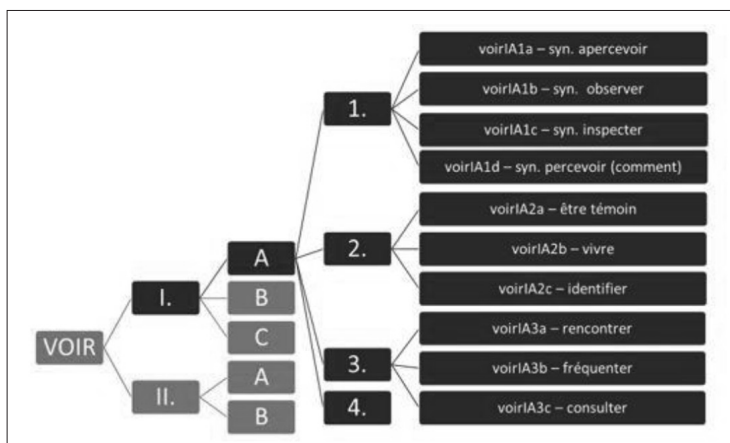 VOIR
I.
A
1.
voirIA1a – syn. apercevoir
voirIA1b – syn. observer
voirIA1c – syn. inspecter
voirIA1d – syn. percevoir (comment)
2.
voirIA2a – être témoin
voirIA2b – vivre
voirIA2c – identifier
3.
voirIA3a – rencontrer
voirIA3b – fréquenter
voirIA3c – consulter
4.
B
C
II.
A
B